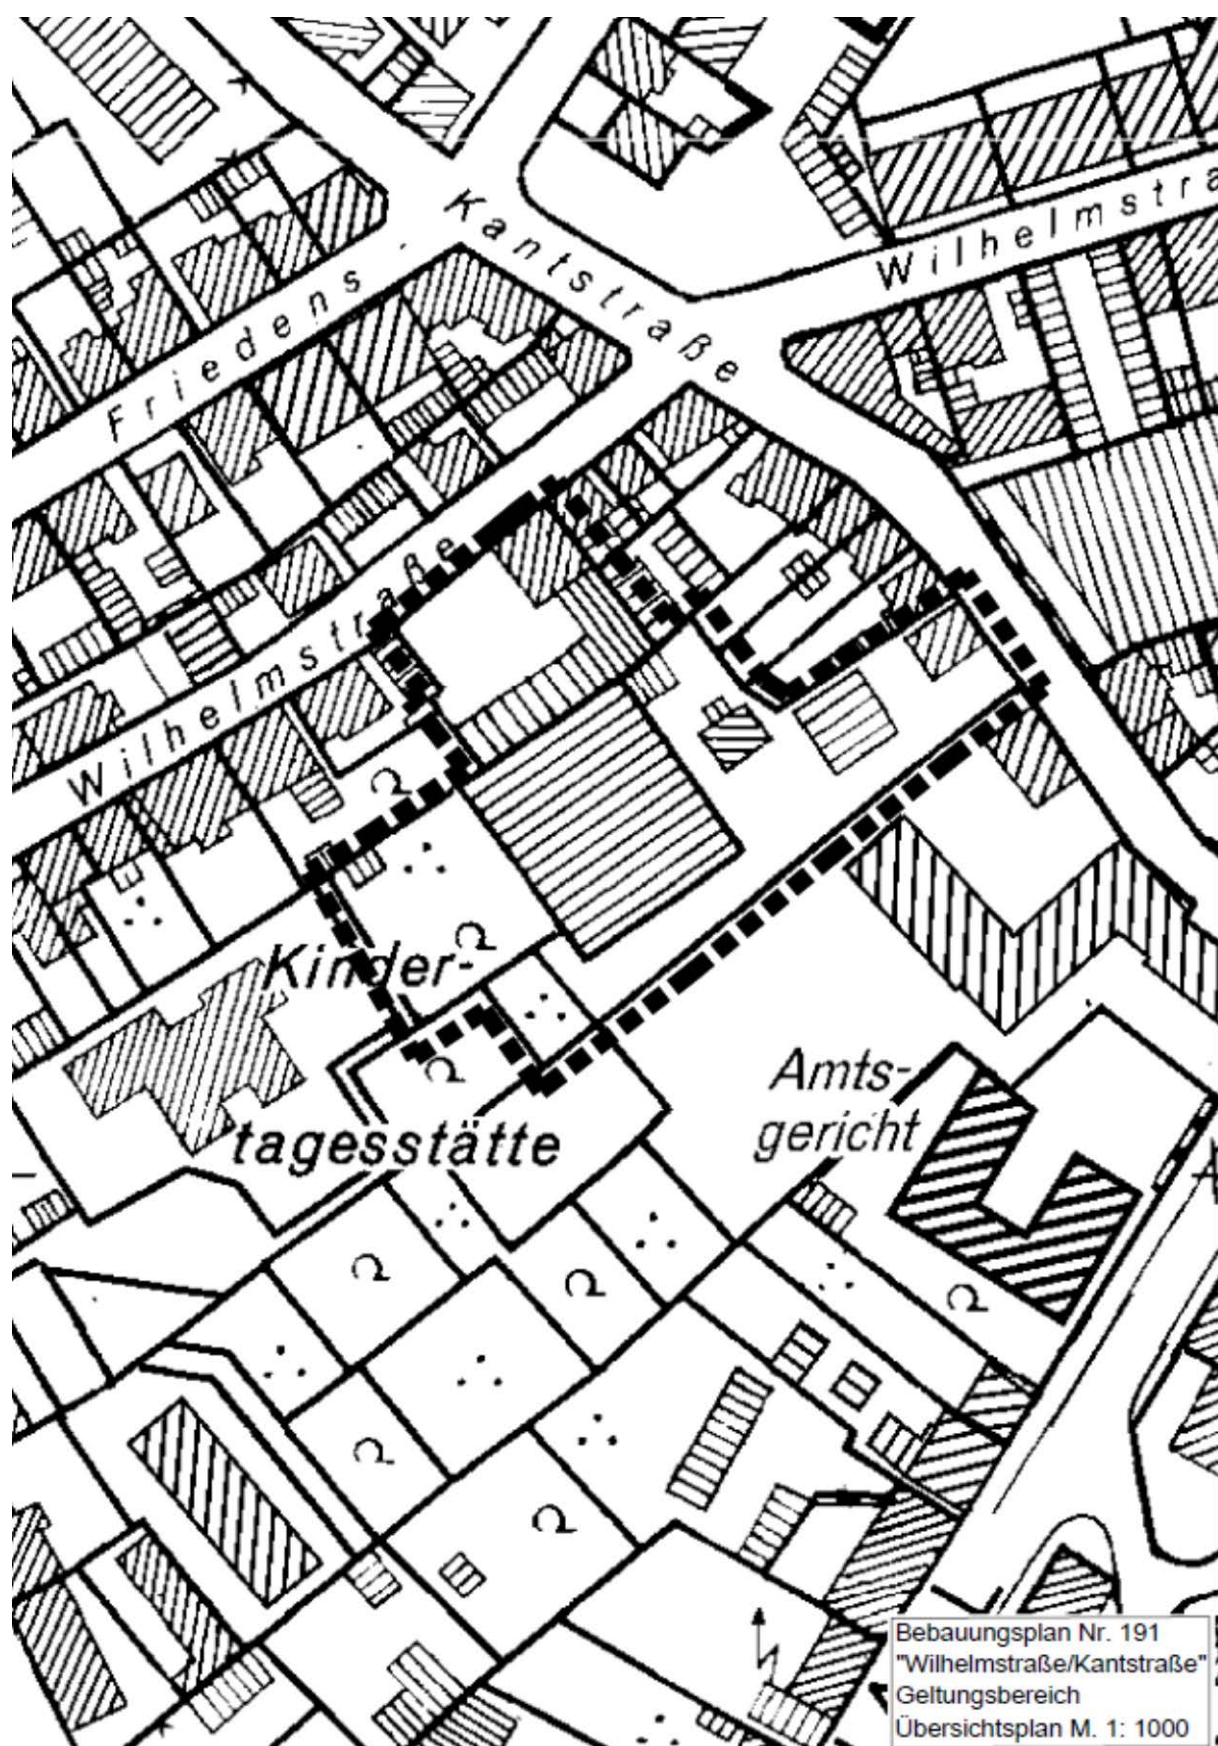 Kantstraße
Wilhelmstra
Friedens
Wilhelmstraße
Kinder-
tagesstätte
Amts-
gericht
Bebauungsplan Nr. 191
"Wilhelmstraße/Kantstraße"
Geltungsbereich
Übersichtsplan M. 1: 1000